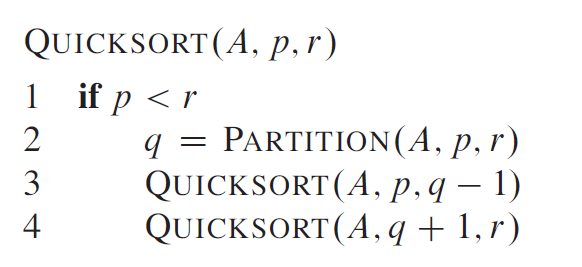 QUICKSORT(A, p, r)
1 if p < r
2 q = PARTITION(A, p, r)
3 QUICKSORT(A, p, q − 1)
4 QUICKSORT(A, q + 1, r)